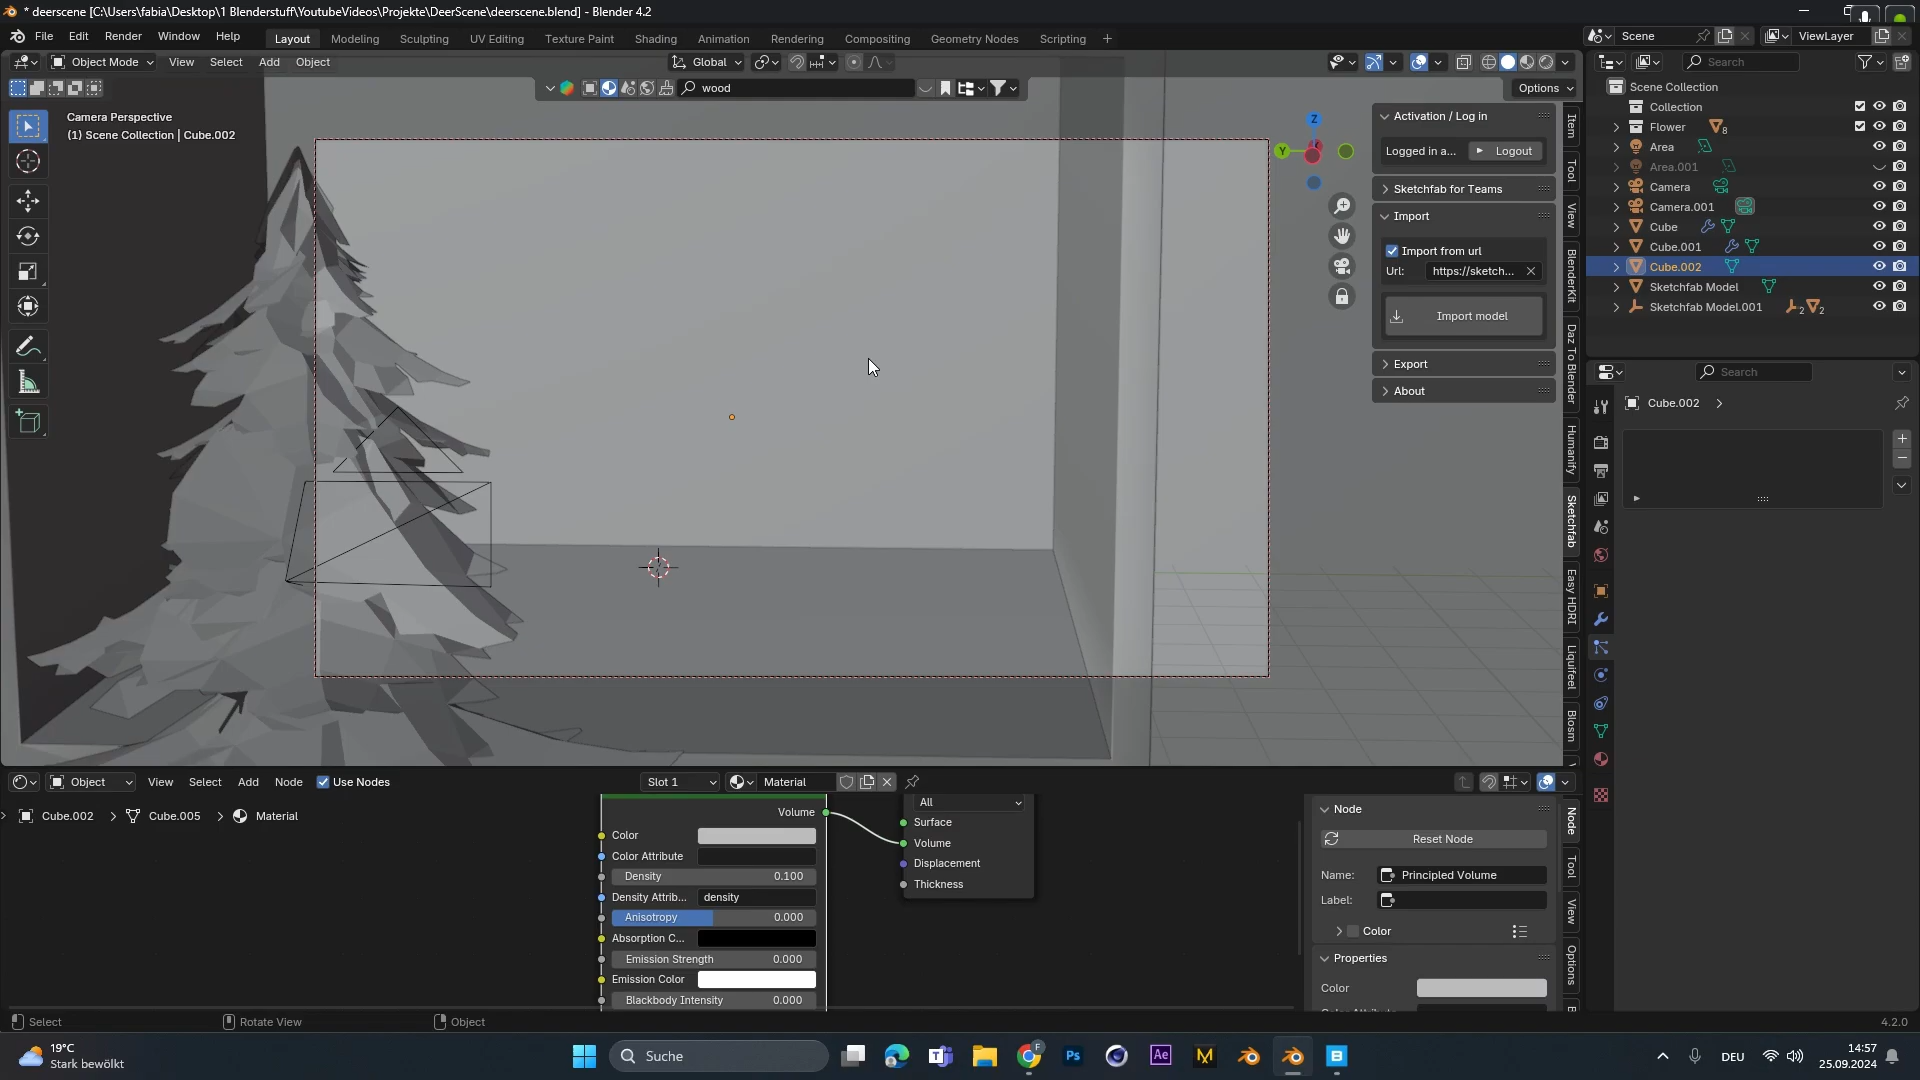 * deerscene [C:\Users\fabia\Desktop\1 Blenderstuff\YoutubeVideos\Projekte\DeerScene\deerscene.blend] - Blender 4.2
File Edit Render Window Help
Layout Modeling Sculpting UV Editing Texture Paint Shading Animation Rendering Compositing Geometry Nodes Scripting +
Scene
ViewLayer
Object Mode View Select Add Object
Global
Search
wood
Options
Camera Perspective
(1) Scene Collection | Cube.002
Z
Y
Activation / Log in
Logged in a... Logout
Sketchfab for Teams
Import
Import from url
Url: https://sketch...
Import model
Export
About
Item
Tool
View
BlenderKit
Daz To Blender
Humanify
Sketchfab
Easy HDRI
Liquifeel
Blosm
Scene Collection
Collection
Flower 8
Area
Area.001
Camera
Camera.001
Cube
Cube.001
Cube.002
Sketchfab Model
Sketchfab Model.001 2 2
Search
Cube.002
Object View Select Add Node Use Nodes
Slot 1
Material
Cube.002 > Cube.005 > Material
Volume
Color
Color Attribute
Density 0.100
Density Attrib... density
Anisotropy 0.000
Absorption C...
Emission Strength 0.000
Emission Color
Blackbody Intensity 0.000
All
Surface
Volume
Displacement
Thickness
Node
Reset Node
Name: Principled Volume
Label:
Color
Properties
Color
Node
Tool
View
Options
Select
Rotate View
Object
4.2.0
19°C
Stark bewölkt
Suche
DEU
14:57
25.09.2024